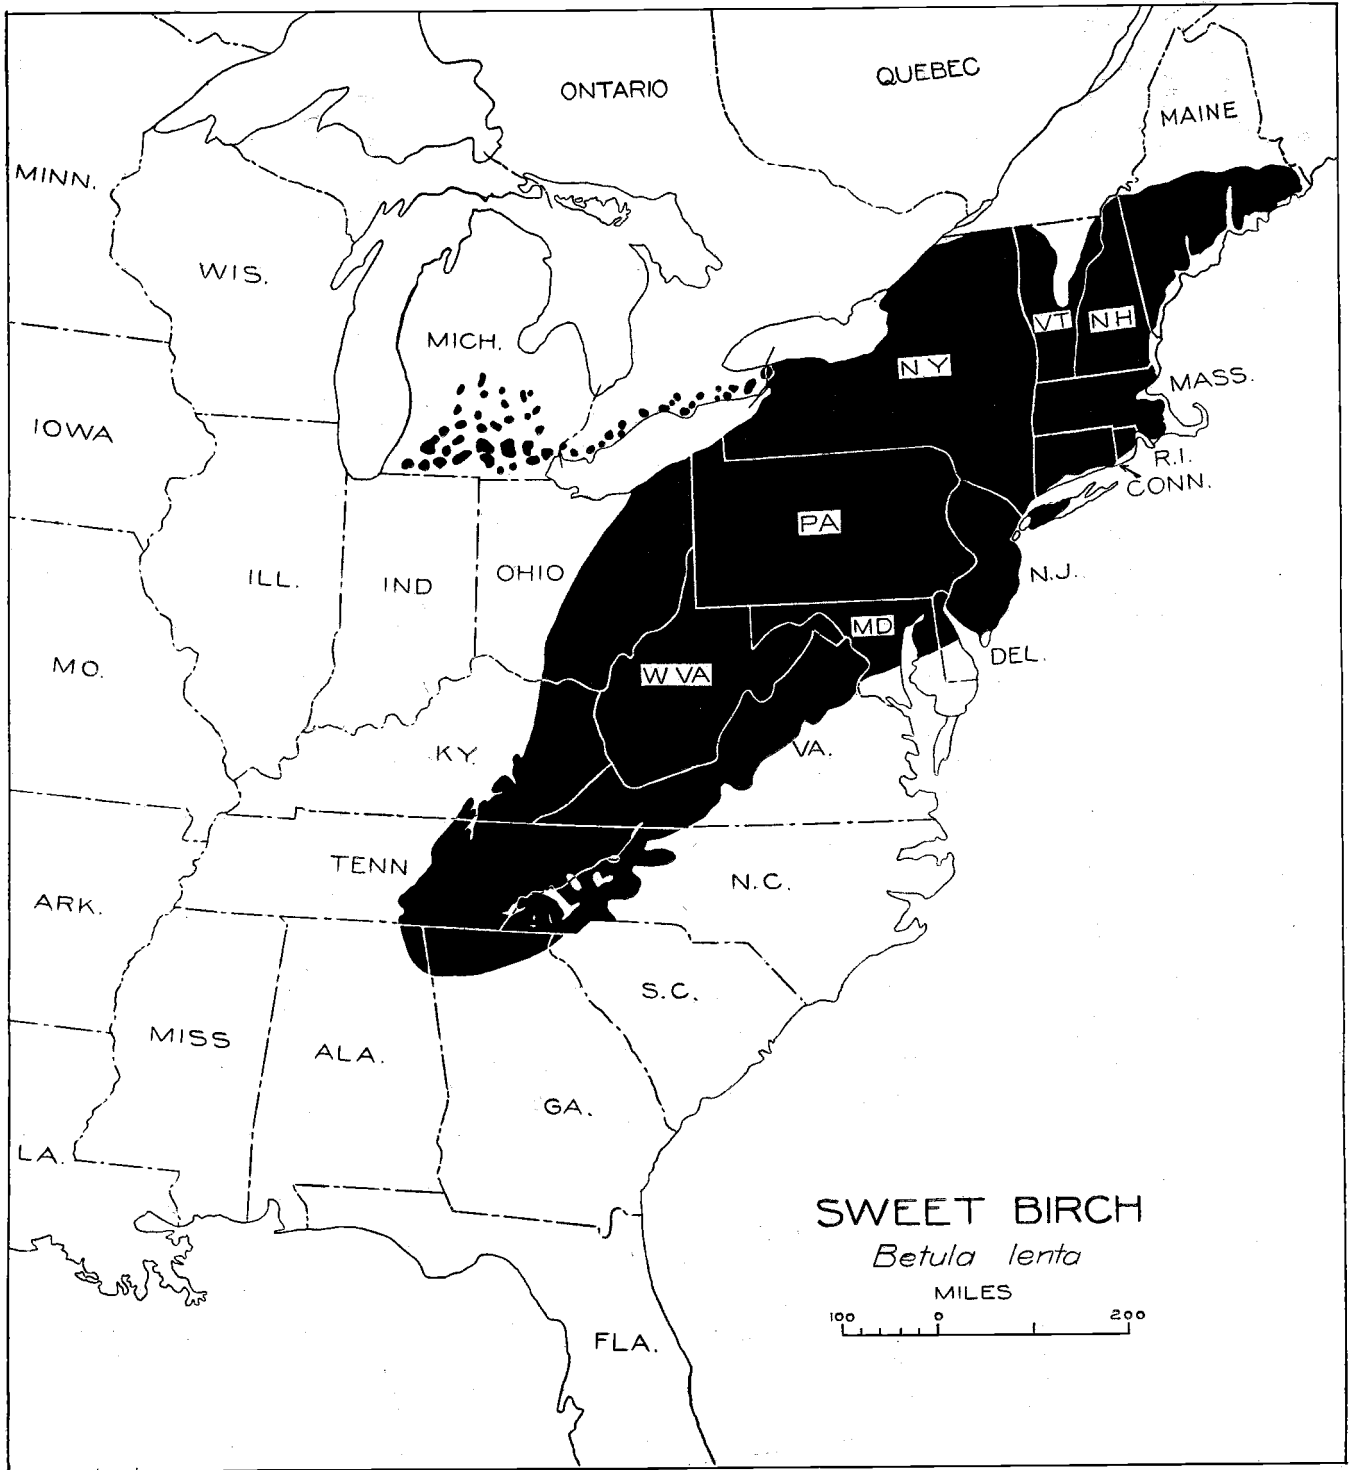 ONTARIO
QUEBEC
MAINE
MINN.
WIS.
MICH.
VT
NH
NY
MASS.
IOWA
R.I.
CONN.
PA
ILL.
IND
OHIO
N.J.
MD
DEL.
MO.
W VA
KY.
VA.
TENN
N.C.
ARK.
S.C.
MISS
ALA.
GA.
LA.
FLA.
SWEET BIRCH
Betula lenta
MILES
100 0 200